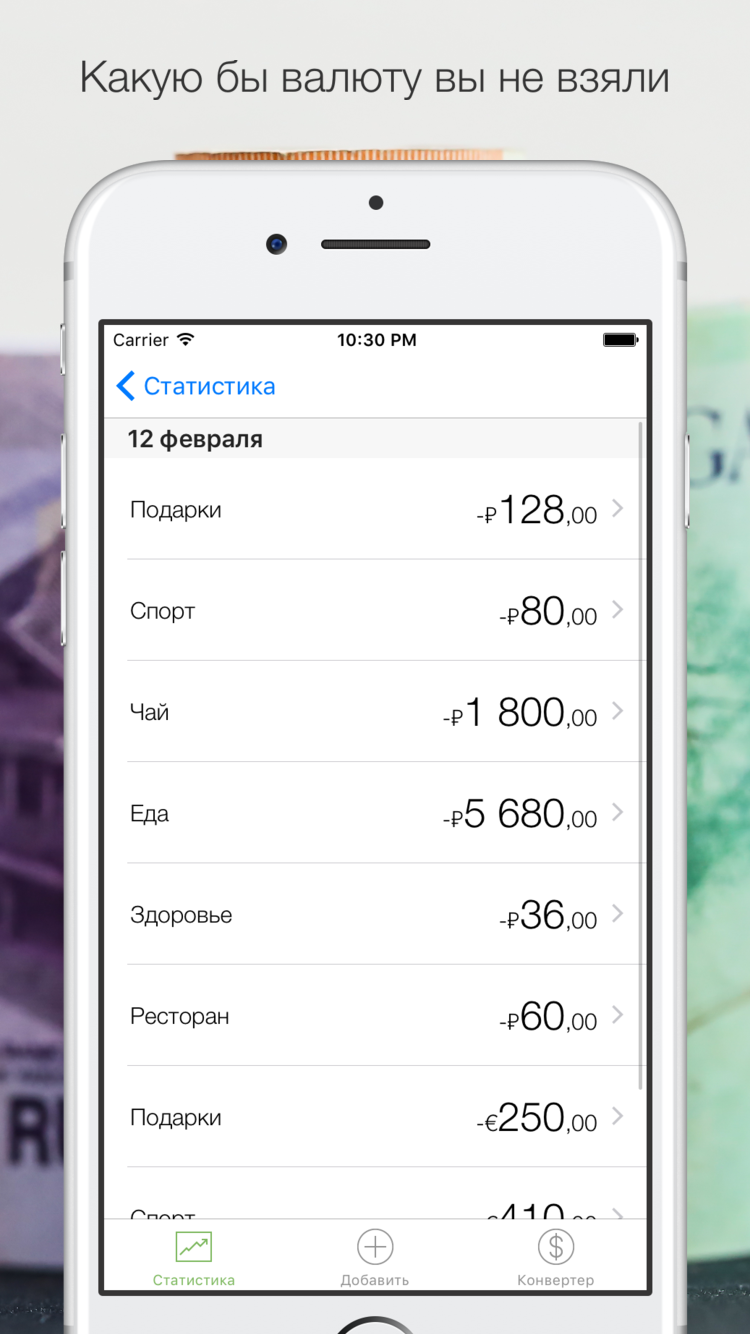 Какую бы валюту вы не взяли
Carrier 10:30 PM
Статистика
12 февраля
Подарки -₽128,00
Спорт -₽80,00
Чай -₽1 800,00
Еда -₽5 680,00
Здоровье -₽36,00
Ресторан -₽60,00
Подарки -€250,00
Спорт
Статистика Добавить Конвертер